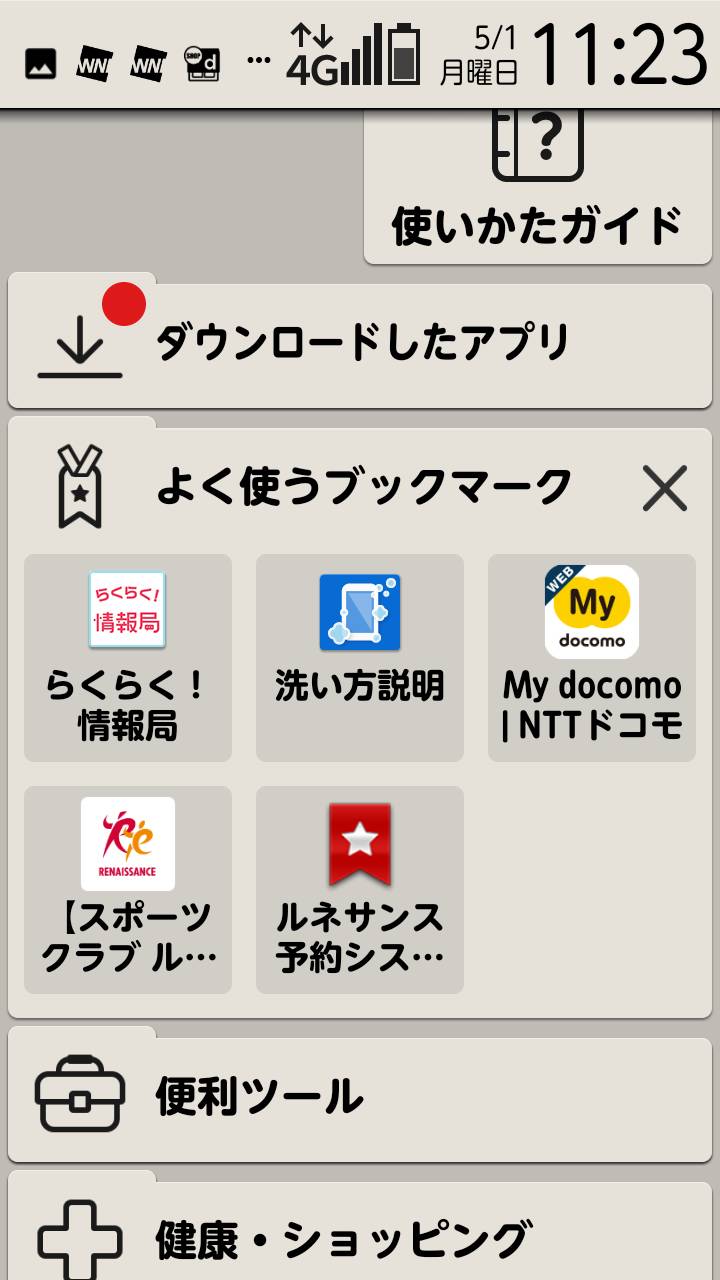 WNI
WNI
SHOP
d
4G
5/1
月曜日
11:23
?
使いかたガイド
ダウンロードしたアプリ
よく使うブックマーク
らくらく!
情報局
らくらく!
情報局
洗い方説明
WEB
My
docomo
My docomo
| NTTドコモ
RENAISSANCE
【スポーツ
クラブ ル…
ルネサンス
予約シス…
便利ツール
健康・ショッピング